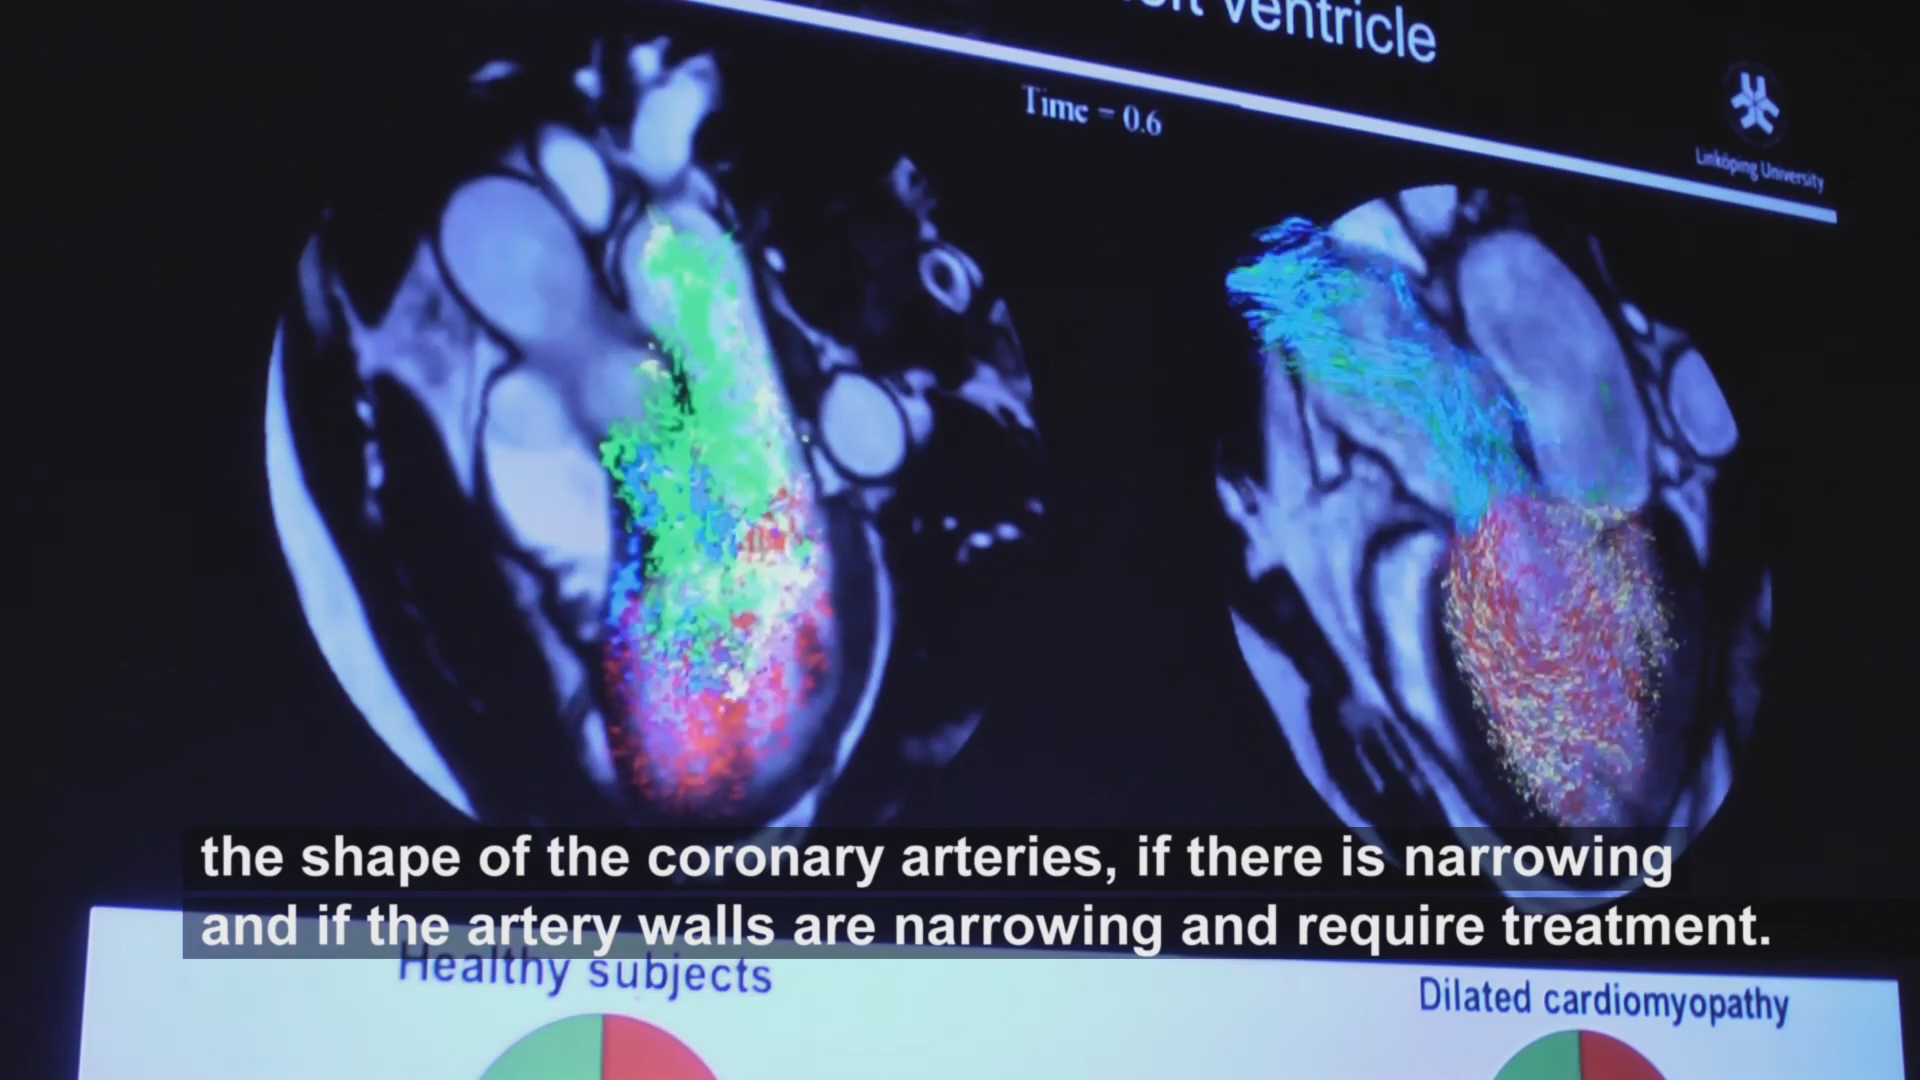 ventricle
Time = 0.6
Linköping University
the shape of the coronary arteries, if there is narrowing
and if the artery walls are narrowing and require treatment.
Healthy subjects
Dilated cardiomyopathy